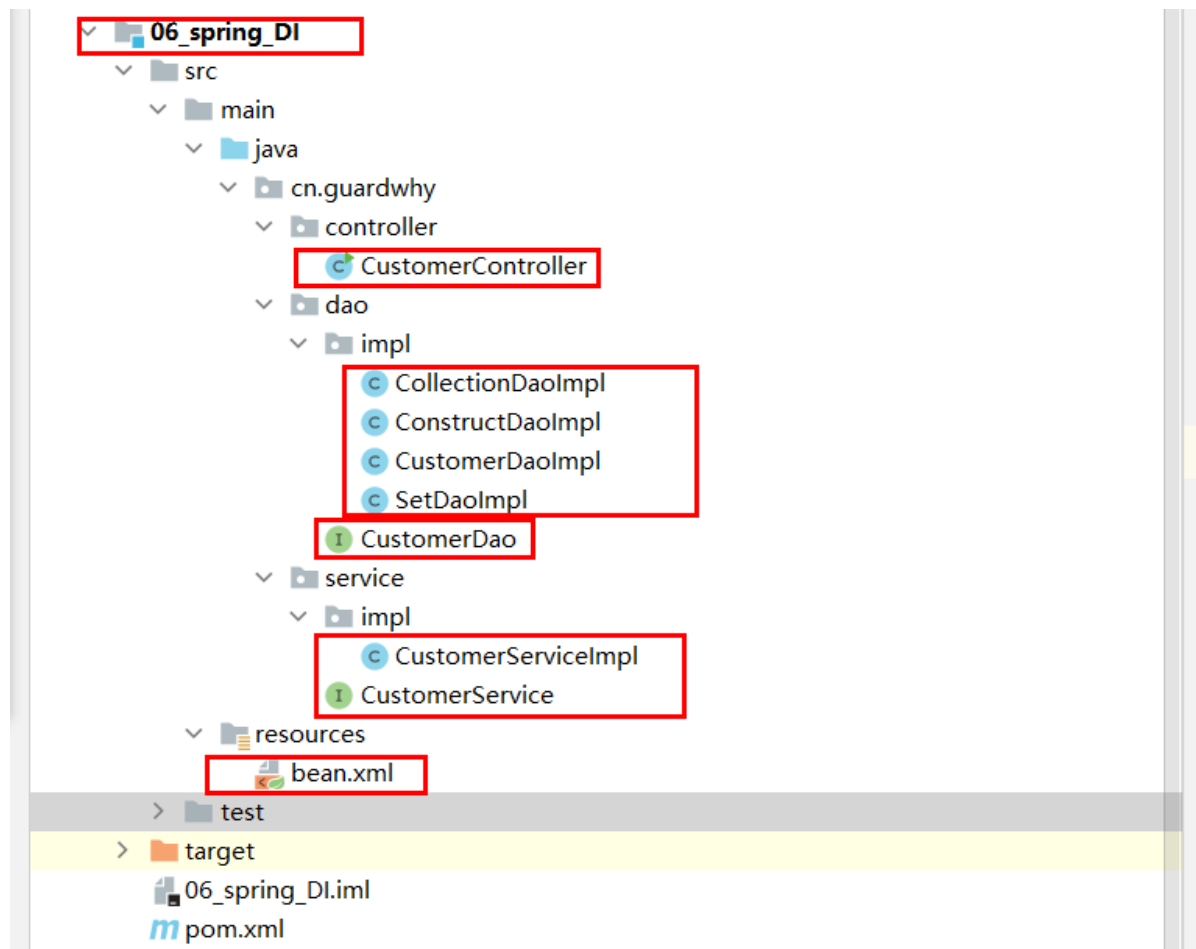 06_spring_DI
src
main
java
cn.guardwhy
controller
CustomerController
dao
impl
CollectionDaoImpl
ConstructDaoImpl
CustomerDaoImpl
SetDaoImpl
CustomerDao
service
impl
CustomerServiceImpl
CustomerService
resources
bean.xml
test
target
06_spring_DI.iml
pom.xml